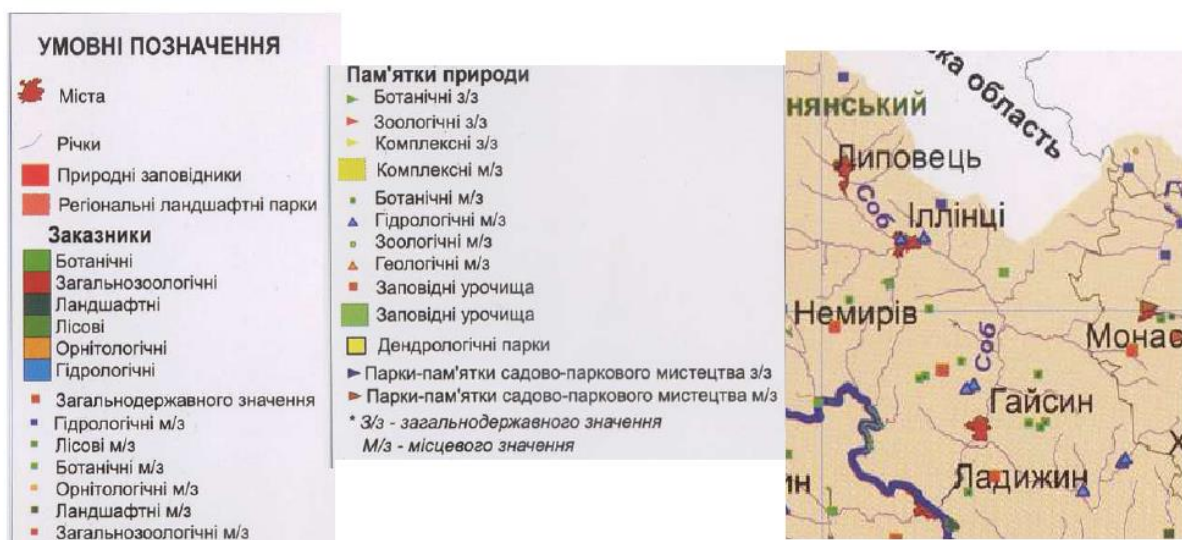 УМОВНІ ПОЗНАЧЕННЯ
Міста
Річки
Природні заповідники
Регіональні ландшафтні парки
Заказники
Ботанічні
Загальнозоологічні
Ландшафтні
Лісові
Орнітологічні
Гідрологічні
Загальнодержавного значення
Гідрологічні м/з
Лісові м/з
Ботанічні м/з
Орнітологічні м/з
Ландшафтні м/з
Загальнозоологічні м/з
Пам'ятки природи
Ботанічні з/з
Зоологічні з/з
Комплексні з/з
Комплексні м/з
Ботанічні м/з
Гідрологічні м/з
Зоологічні м/з
Геологічні м/з
Заповідні урочища
Заповідні урочища
Дендрологічні парки
Парки-пам'ятки садово-паркового мистецтва з/з
Парки-пам'ятки садово-паркового мистецтва м/з
* З/з - загальнодержавного значення
М/з - місцевого значення
ка область
нянський
Липовець
Соб
Іллінці
Немирів
Соб
Монас
Гайсин
Ладижин
ин